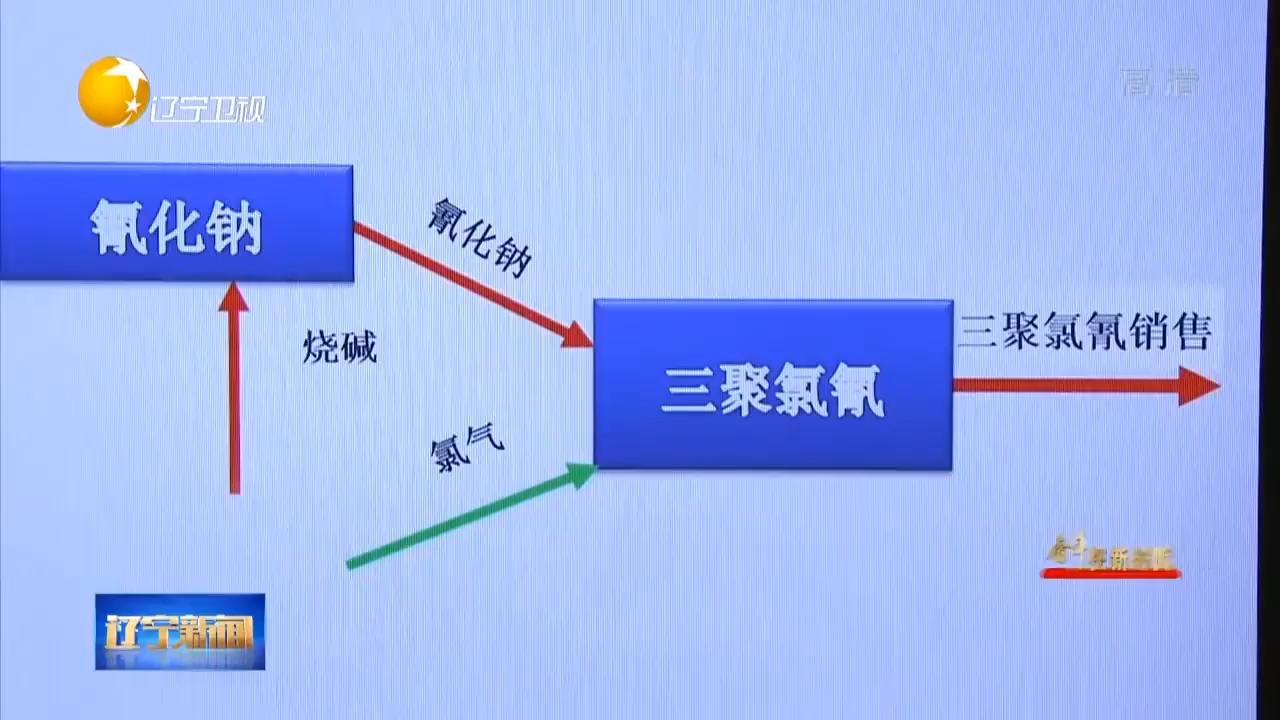 辽宁卫视
高清
氰化钠
氰化钠
烧碱
三聚氯氰
三聚氯氰销售
氯气
辽宁新闻